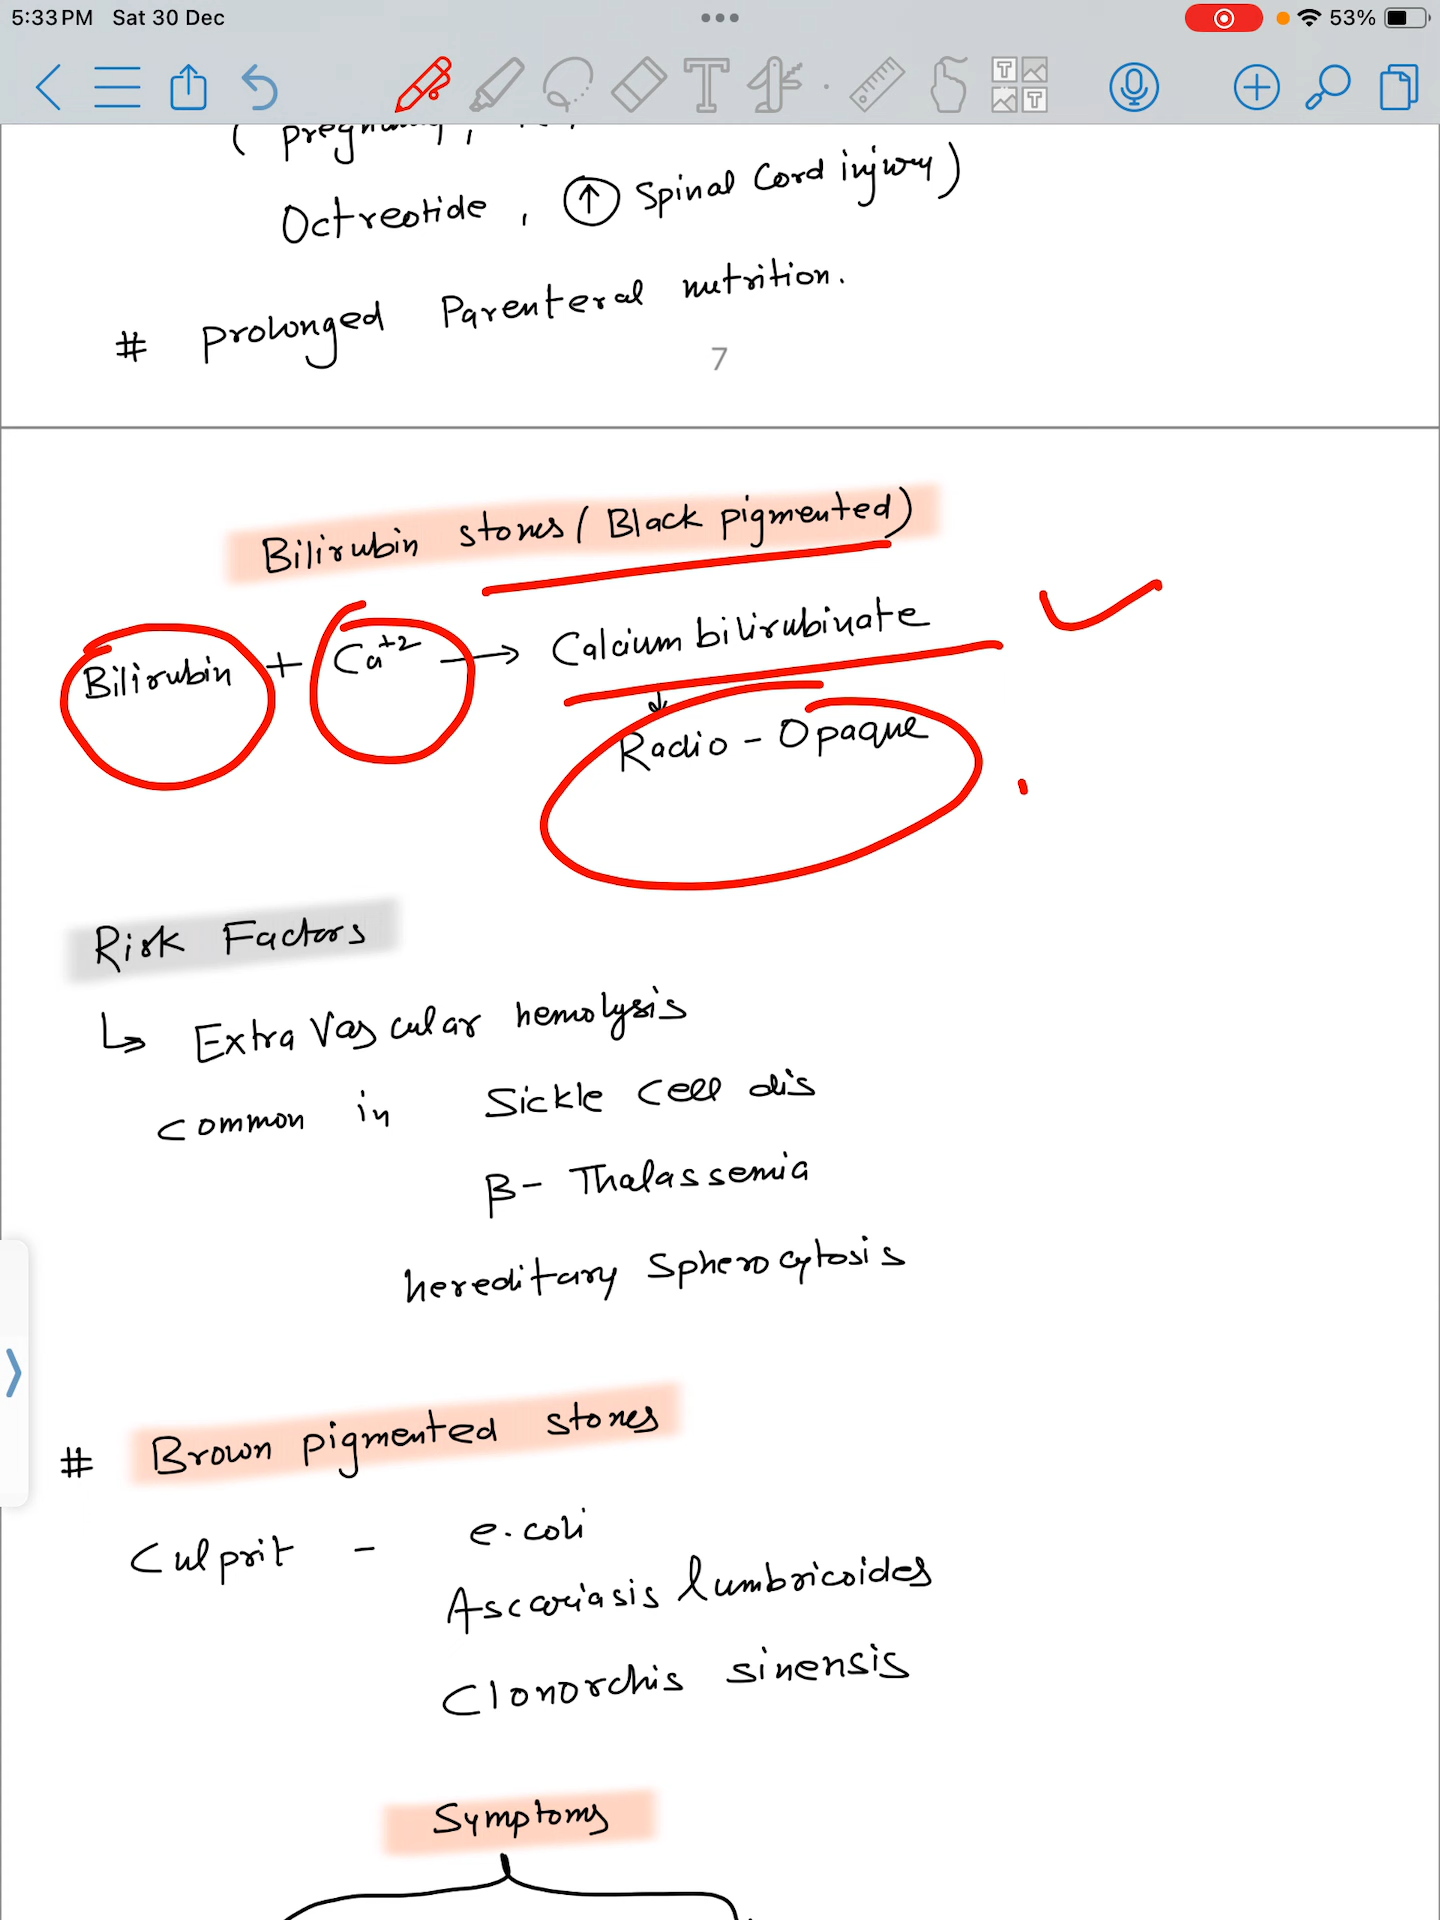 5:33 PM Sat 30 Dec
53%
( pregnancy,
Octreotide , ↑ Spinal Cord injury)
# Prolonged Parenteral nutrition.
7
Bilirubin stones ( Black pigmented)
Bilirubin + Ca+2 → Calcium bilirubinate
↓
Radio - Opaque
Risk Factors
↳ Extra Vascular hemolysis
common in Sickle cell dis
β- Thalassemia
hereditary Spherocytosis
# Brown pigmented stones
Culprit - e. coli
Ascariasis lumbricoides
Clonorchis sinensis
Symptoms